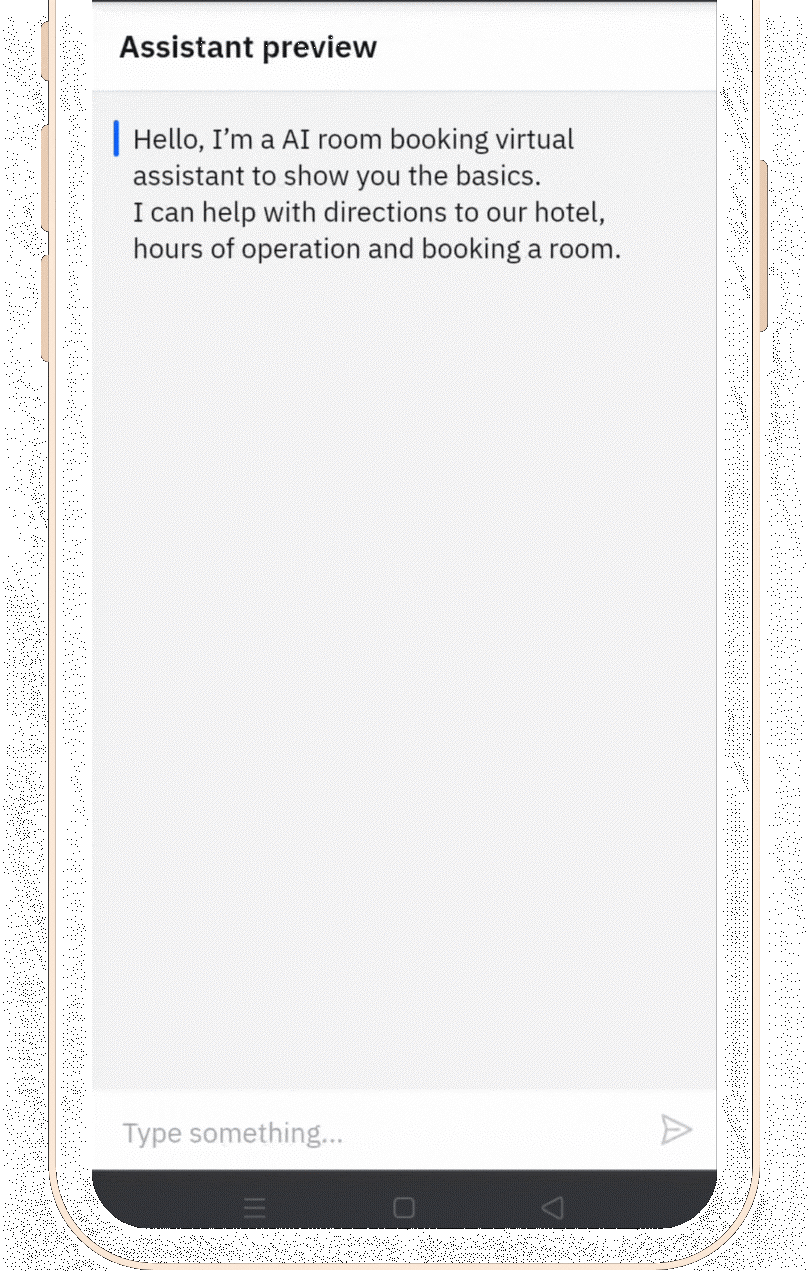 Assistant preview
Hello, I’m a AI room booking virtual
assistant to show you the basics.
I can help with directions to our hotel,
hours of operation and booking a room.
Type something...